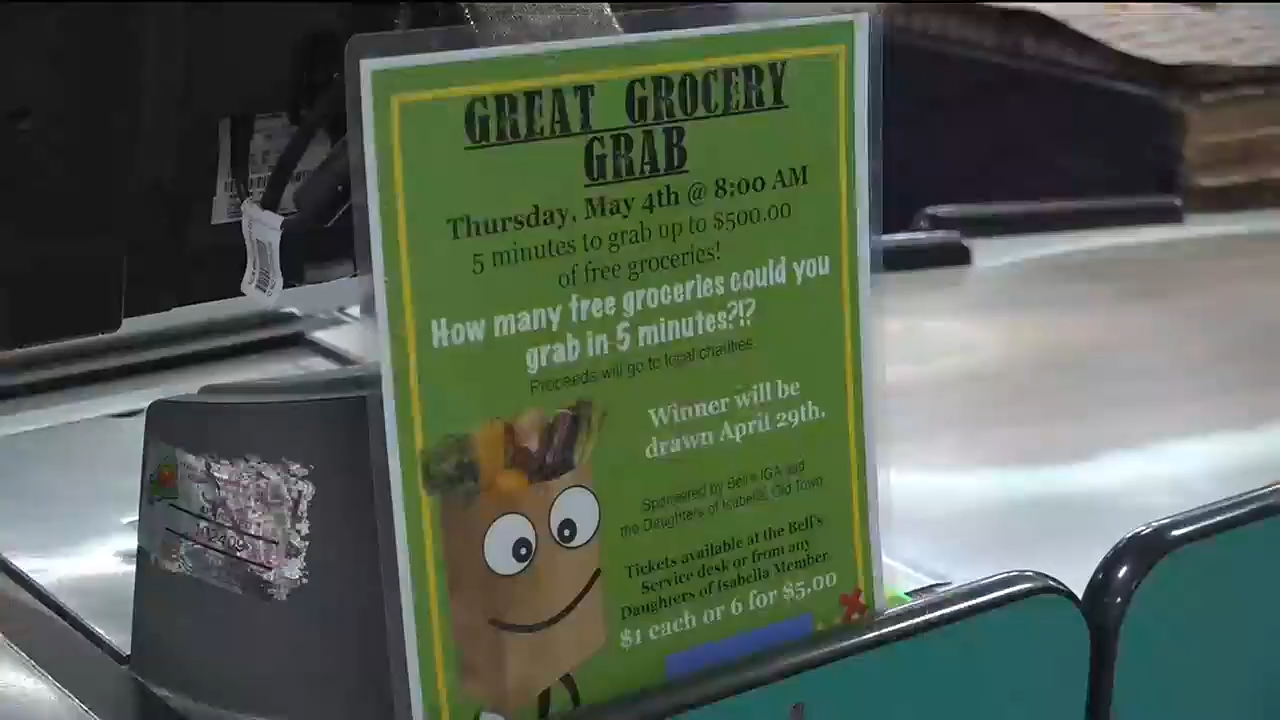 GREAT GROCERY
GRAB
Thursday, May 4th @ 8:00 AM
5 minutes to grab up to $500.00
of free groceries!
How many free groceries could you
grab in 5 minutes?!?
Proceeds will go to local charities.
Winner will be
drawn April 29th.
Sponsored by Bell's IGA and
the Daughters of Isabella, Old Town
Tickets available at the Bell's
Service desk or from any
Daughters of Isabella Member.
$1 each or 6 for $5.00